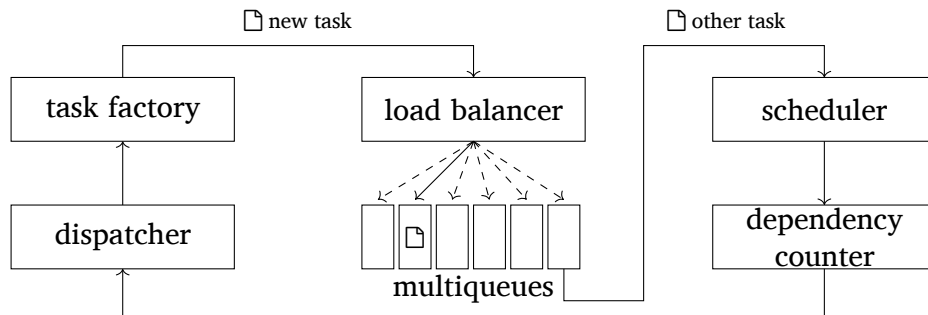 new task
other task
task factory
load balancer
scheduler
dispatcher
dependency
counter
multiqueues